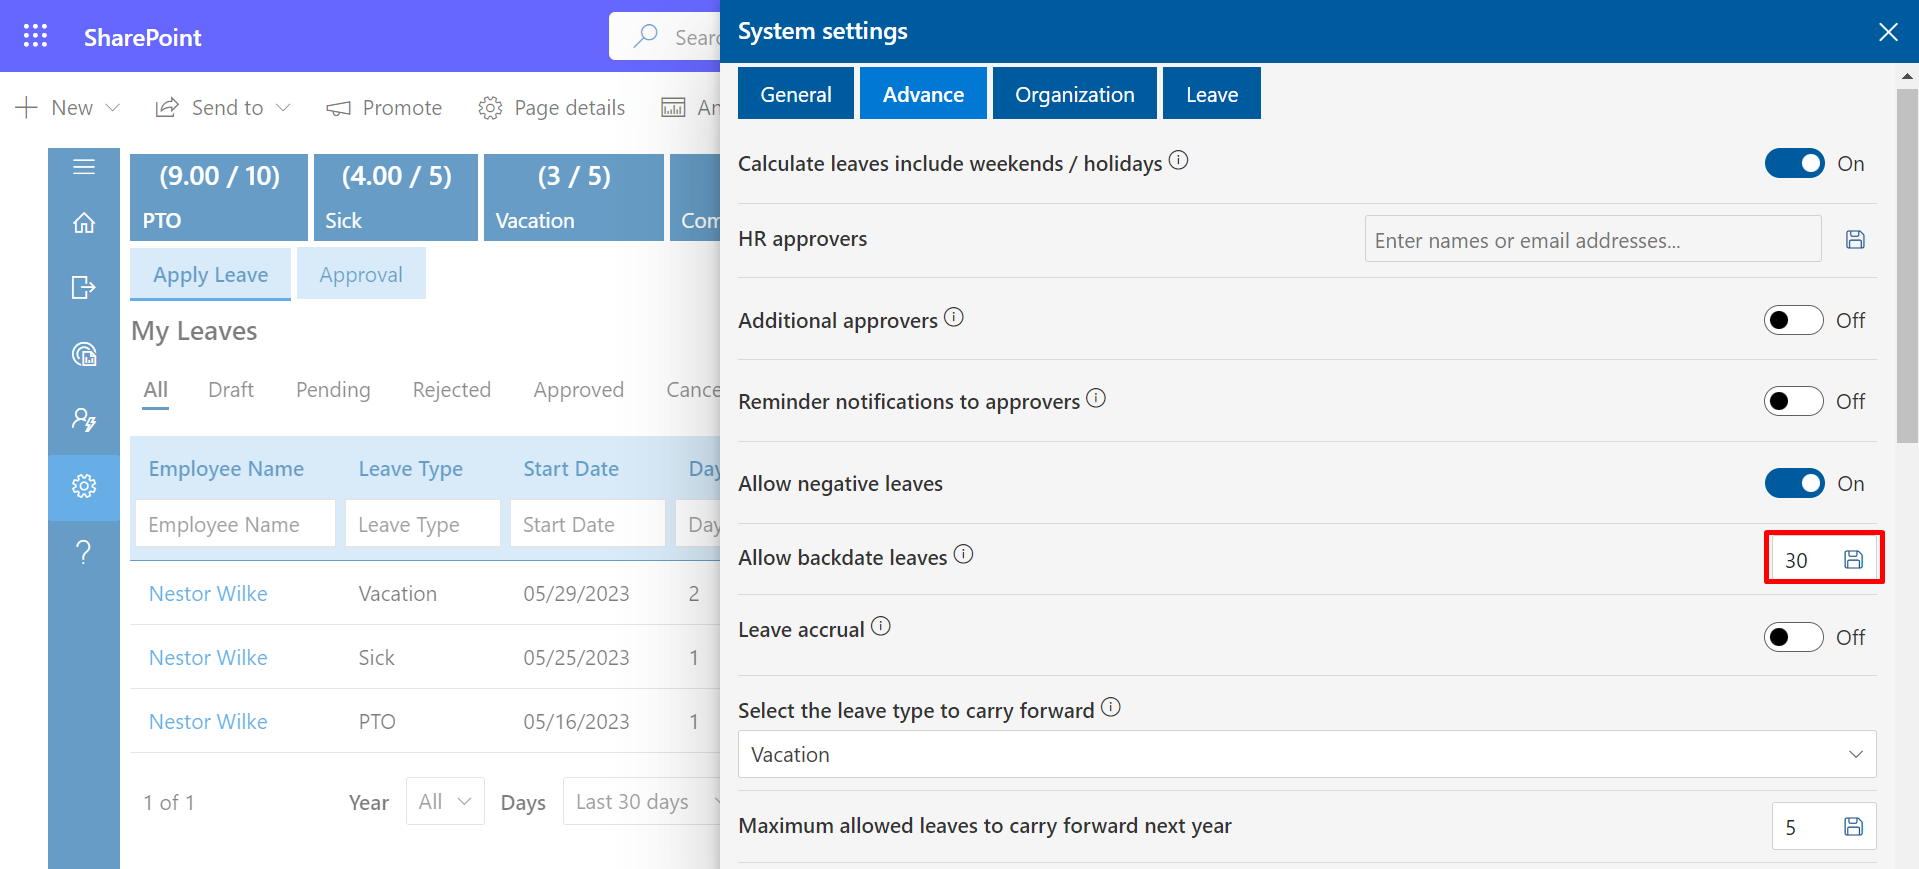 SharePoint
Sear
System settings
New
Send to
Promote
Page details
An
General
Advance
Organization
Leave
(9.00 / 10)
PTO
(4.00 / 5)
Sick
(3 / 5)
Vacation
Com
Apply Leave
Approval
My Leaves
All
Draft
Pending
Rejected
Approved
Cance
Employee Name
Leave Type
Start Date
Day
Employee Name
Leave Type
Start Date
Day
Nestor Wilke
Vacation
05/29/2023
2
Nestor Wilke
Sick
05/25/2023
1
Nestor Wilke
PTO
05/16/2023
1
1 of 1
Year
All
Days
Last 30 days
Calculate leaves include weekends / holidays
On
HR approvers
Enter names or email addresses...
Additional approvers
Off
Reminder notifications to approvers
Off
Allow negative leaves
On
Allow backdate leaves
30
Leave accrual
Off
Select the leave type to carry forward
Vacation
Maximum allowed leaves to carry forward next year
5